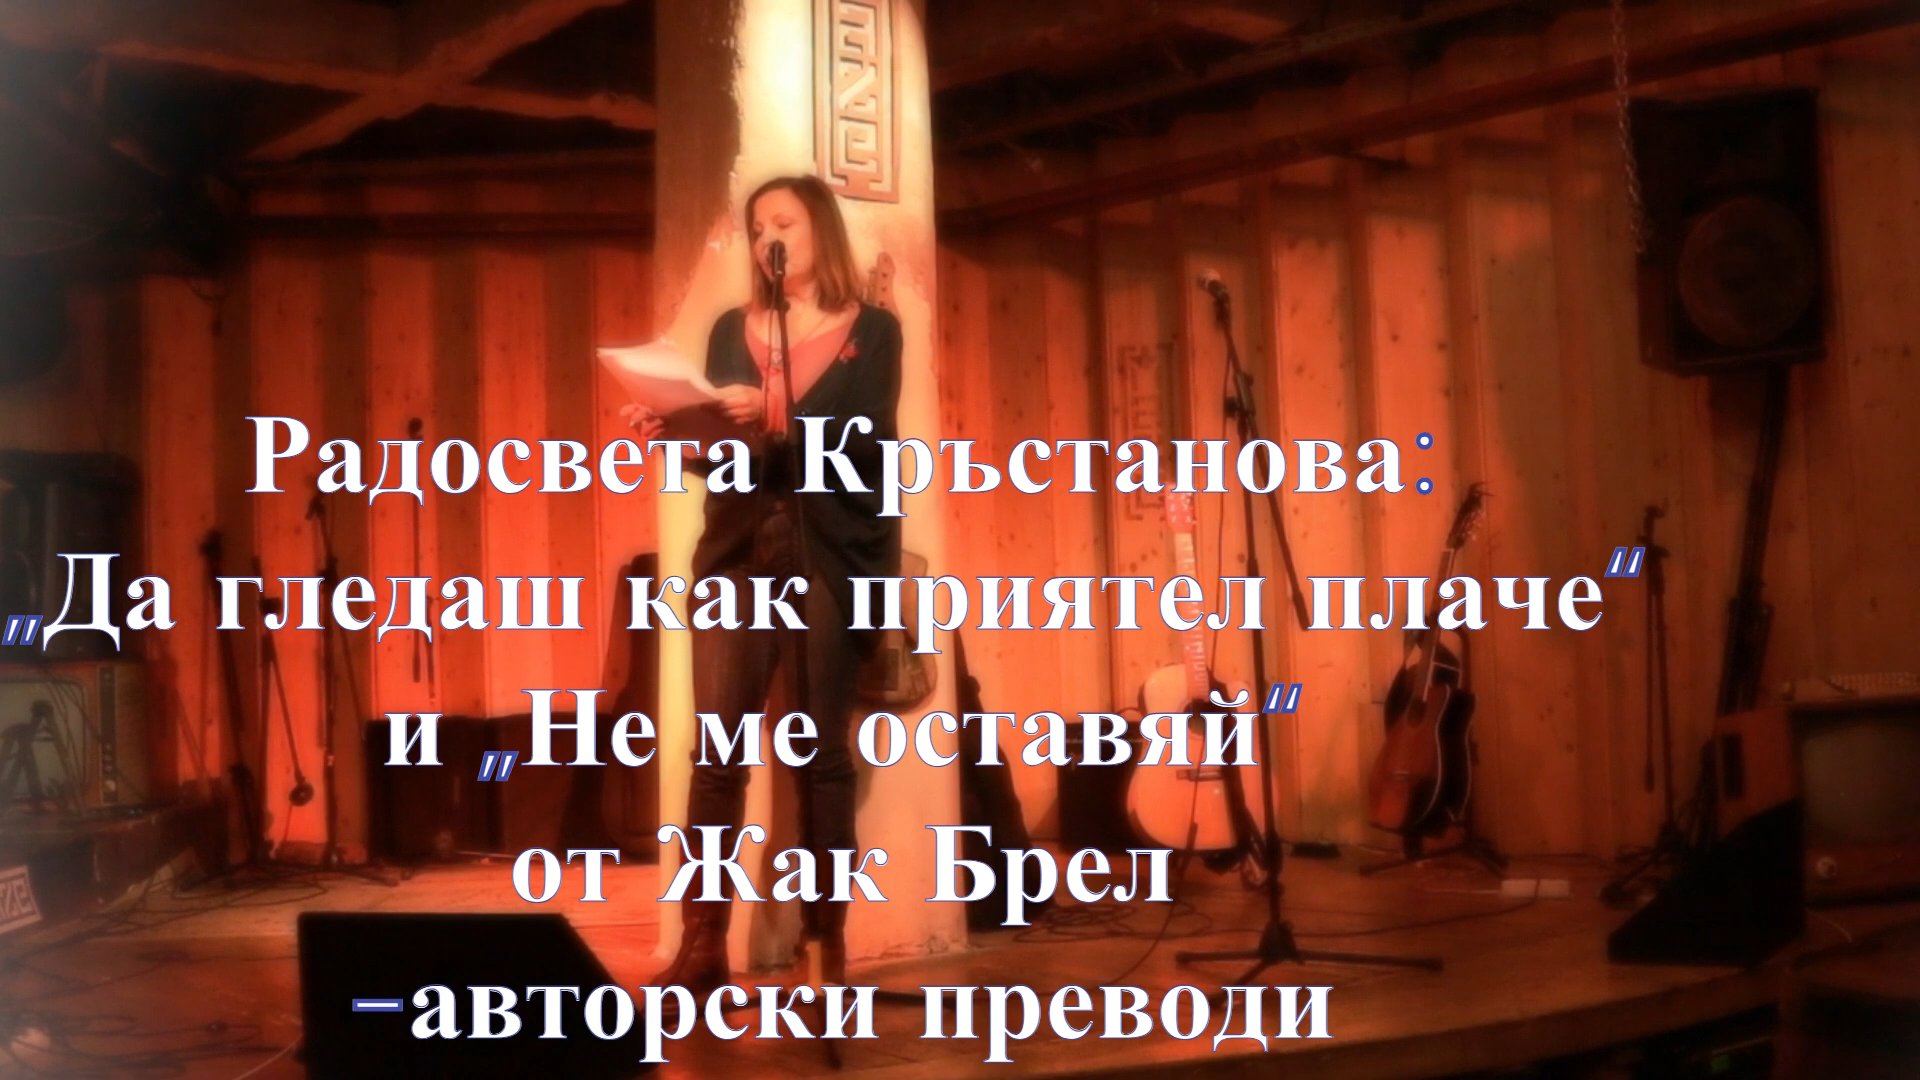 Радосвета Кръстанова:
„Да гледаш как приятел плаче“
и „Не ме оставяй“
от Жак Брел
–авторски преводи